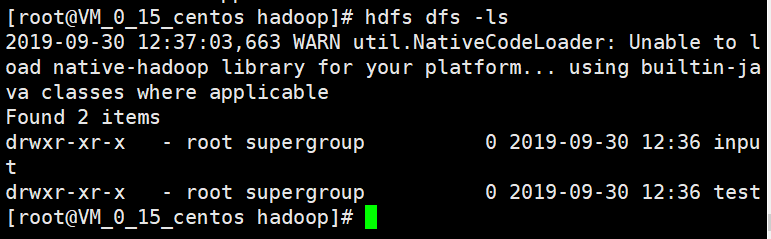 [root@VM_0_15_centos hadoop]# hdfs dfs -ls
2019-09-30 12:37:03,663 WARN util.NativeCodeLoader: Unable to l
oad native-hadoop library for your platform... using builtin-ja
va classes where applicable
Found 2 items
drwxr-xr-x   - root supergroup          0 2019-09-30 12:36 inpu
t
drwxr-xr-x   - root supergroup          0 2019-09-30 12:36 test
[root@VM_0_15_centos hadoop]#